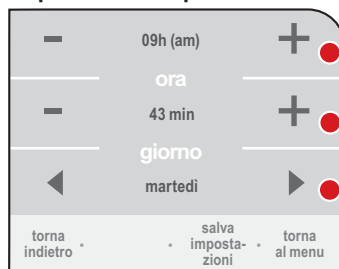 09h (am)
ora
43 min
giorno
martedì
torna
indietro
salva
imposta-
zioni
torna
al menu